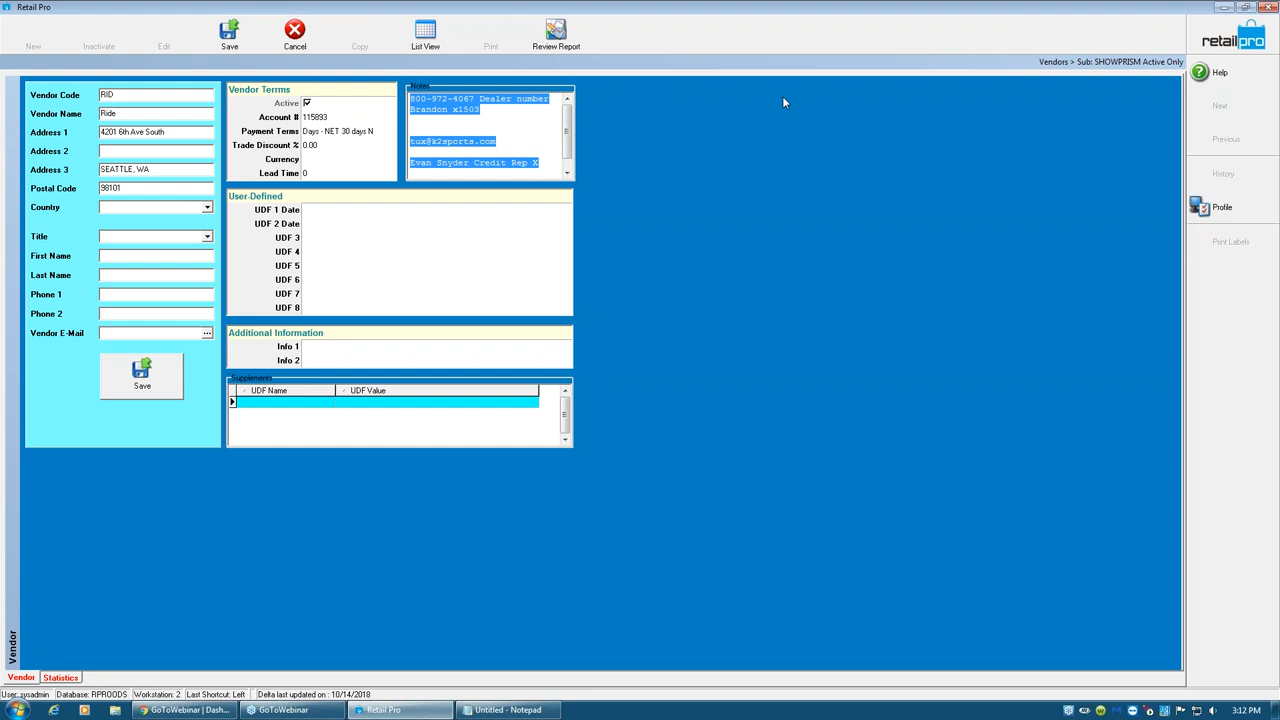 Retail Pro
New
Inactivate
Edit
Save
Cancel
Copy
List View
Print
Review Report
retailpro
Vendors > Sub: SHOWPRISM Active Only
Vendor Code RID
Vendor Name Ride
Address 1 4201 6th Ave South
Address 2
Address 3 SEATTLE, WA
Postal Code 98101
Country
Title
First Name
Last Name
Phone 1
Phone 2
Vendor E-Mail ...
Save
Vendor Terrms
Active
Account # 115893
Payment Terms Days - NET 30 days N
Trade Discount % 0.00
Currency
Lead Time 0
Notes
800-972-4067 Dealer number
Brandon x1503
tux@k2sports.com
Evan Snyder Credit Rep X
User-Defined
UDF 1 Date
UDF 2 Date
UDF 3
UDF 4
UDF 5
UDF 6
UDF 7
UDF 8
Additional Information
Info 1
Info 2
Supplements
UDF Name UDF Value
Help
Next
Previous
History
Profile
Print Labels
Vendor
Vendor Statistics
User: sysadmin Database: RPROODS Workstation: 2 Last Shortcut: Left Delta last updated on : 10/14/2018
GoToWebinar | Dash... GoToWebinar Retail Pro Untitled - Notepad 3:12 PM